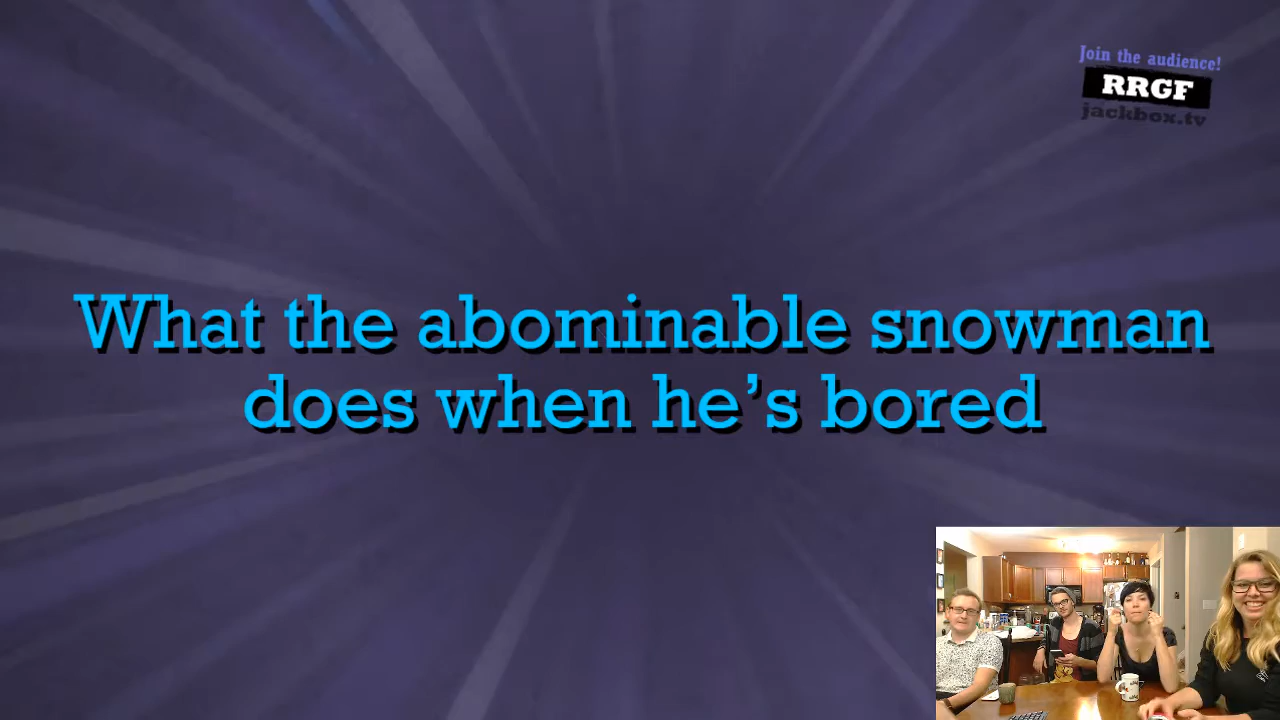 Join the audience!
RRGF
jackbox.tv
What the abominable snowman
does when he's bored